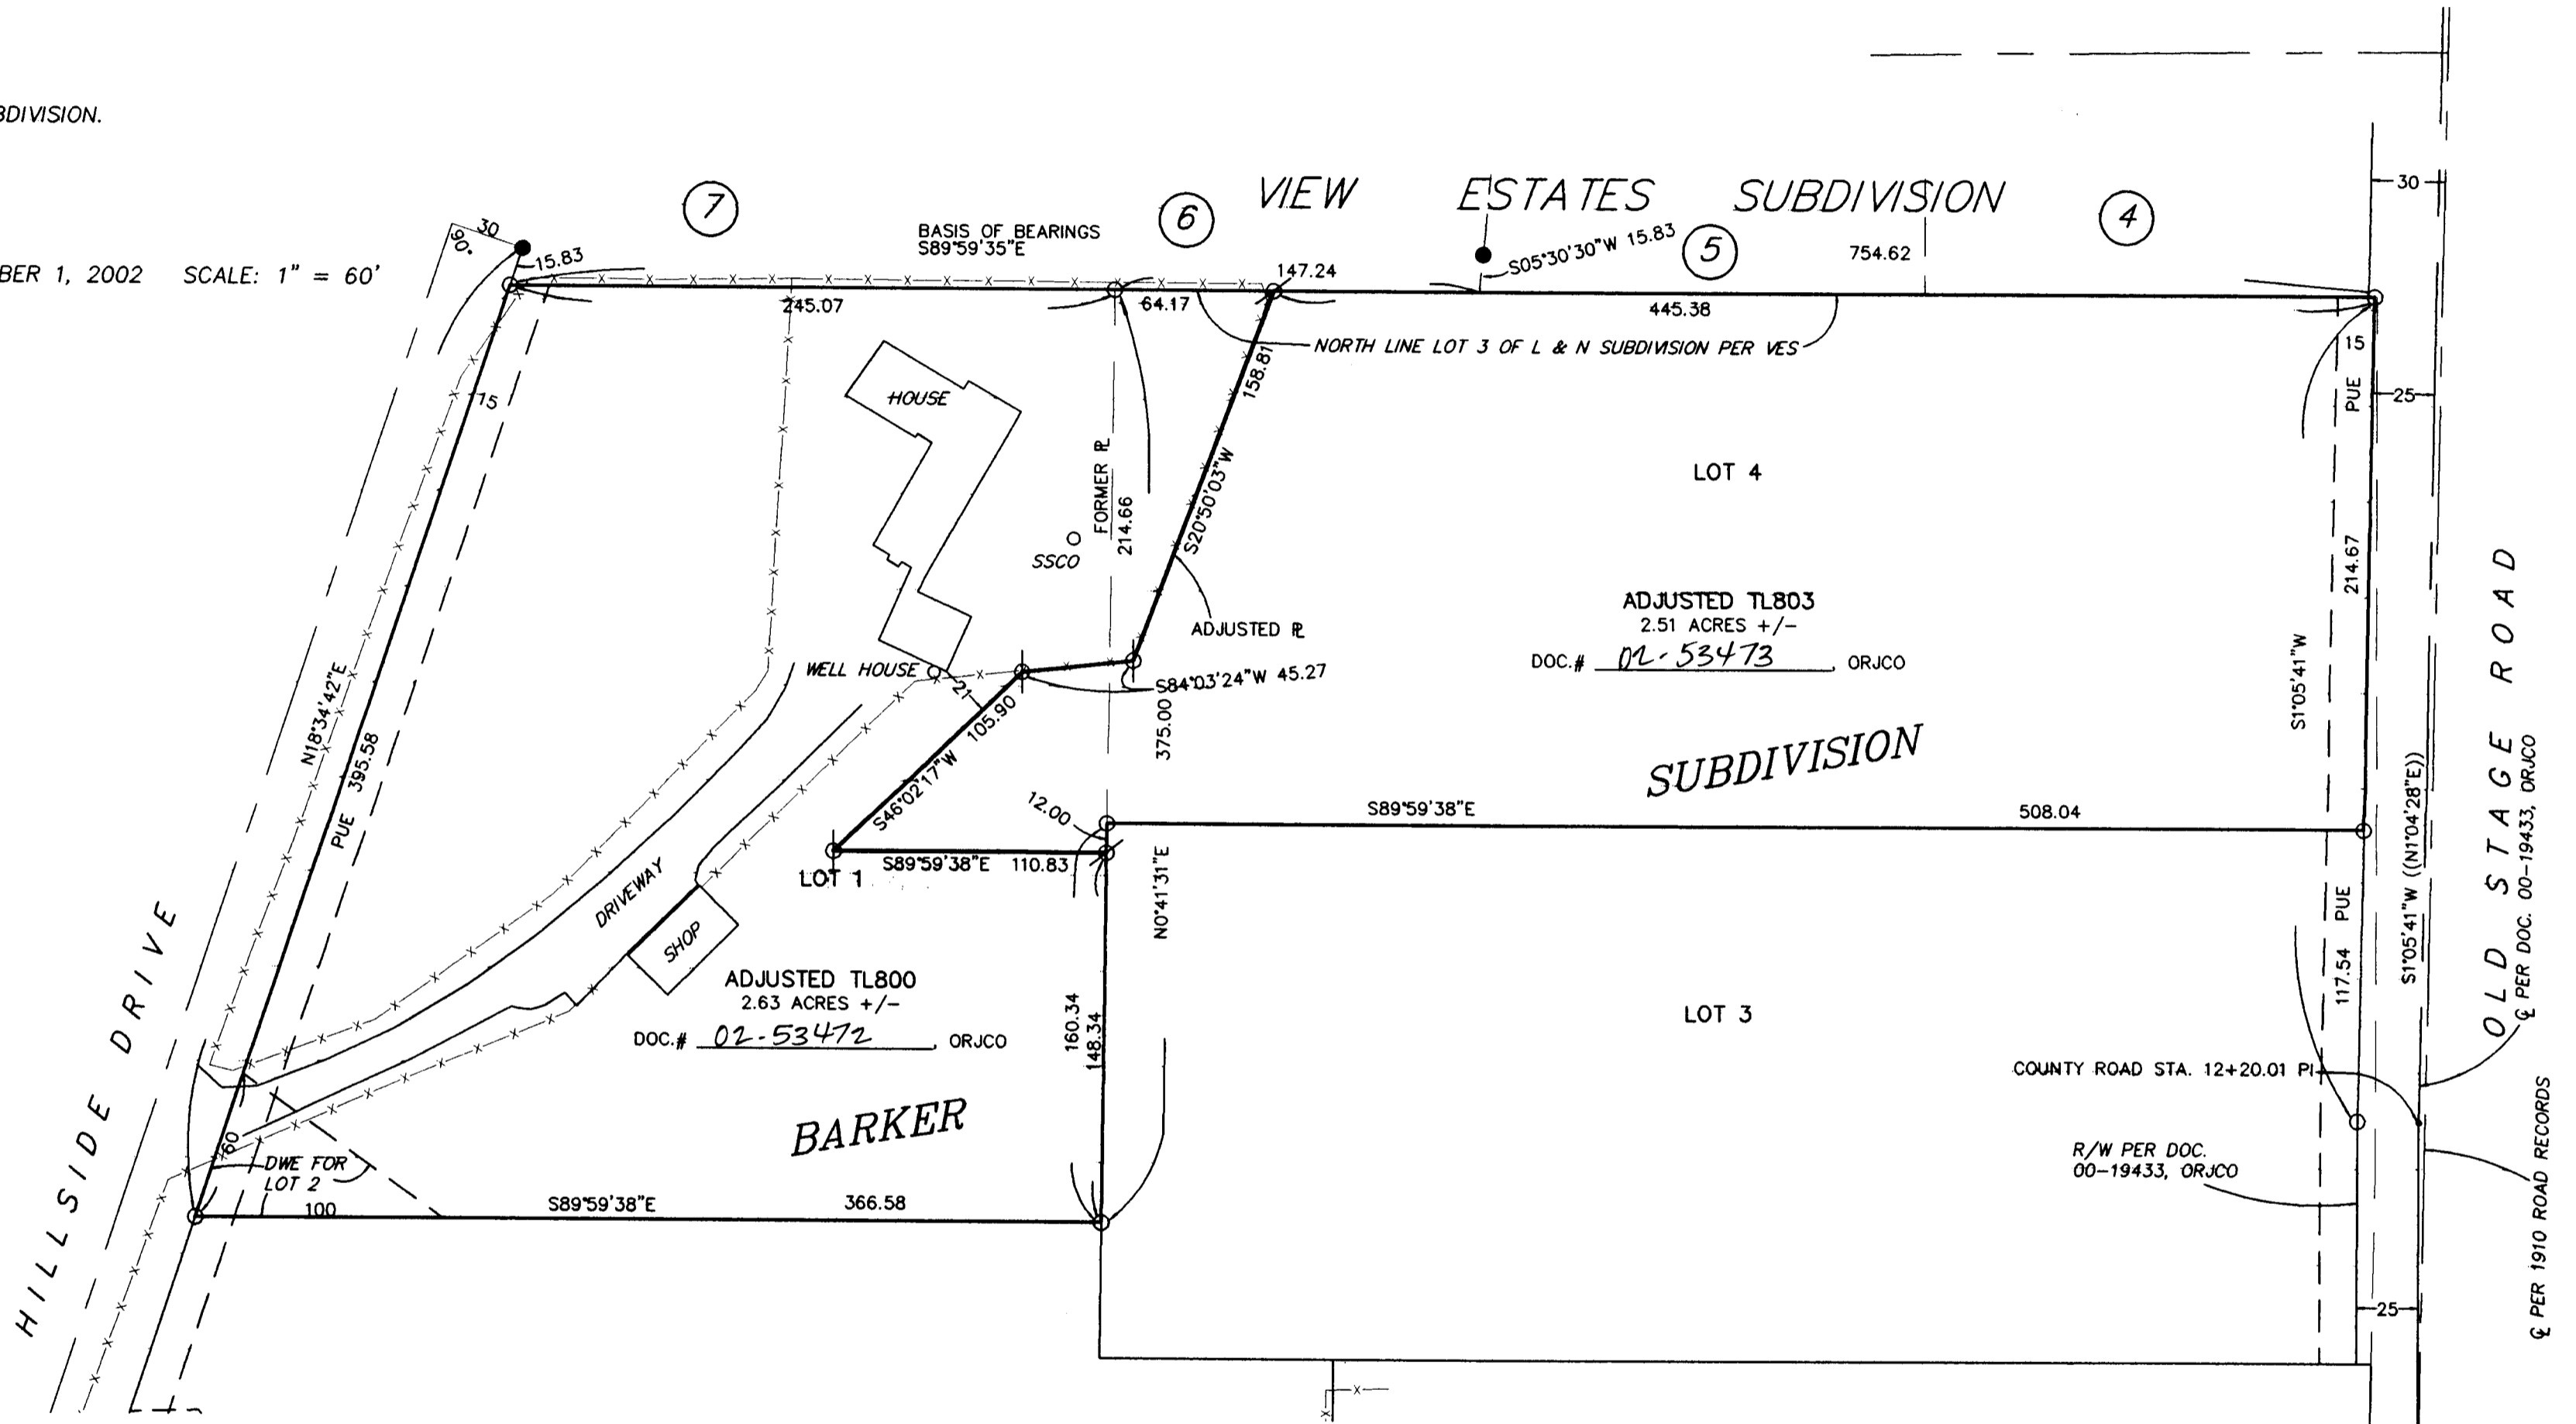 BDIVISION.
BER 1, 2002 SCALE: 1" = 60'
VIEW ESTATES SUBDIVISION
7
6
5
4
30
90°
15.83
BASIS OF BEARINGS
S89°59'35"E
147.24
S05°30'30"W 15.83
754.62
30
245.07
64.17
445.38
NORTH LINE LOT 3 OF L & N SUBDIVISION PER VES
15
PUE
25
15
HOUSE
158.81
S20°50'03"W
FORMER PL
214.66
SSCO
LOT 4
214.67
S1°05'41"W
ADJUSTED TL803
2.51 ACRES +/-
DOC.# 02-53473, ORJCO
ADJUSTED PL
WELL HOUSE
21
S84°03'24"W 45.27
N18°34'42"E
PUE 395.58
105.90
S46°02'17"W
375.00
SUBDIVISION
12.00
S89°59'38"E
508.04
S89°59'38"E 110.83
LOT 1
N0°41'31"E
DRIVEWAY
SHOP
ADJUSTED TL800
2.63 ACRES +/-
DOC.# 02-53472, ORJCO
160.34
148.34
LOT 3
117.54 PUE
S1°05'41"W ((N1°04'28"E))
OLD STAGE ROAD
CL PER DOC. 00-19433, ORJCO
COUNTY ROAD STA. 12+20.01 PI
HILLSIDE DRIVE
BARKER
60
DWE FOR
LOT 2
100
S89°59'38"E
366.58
R/W PER DOC.
00-19433, ORJCO
25
CL PER 1910 ROAD RECORDS